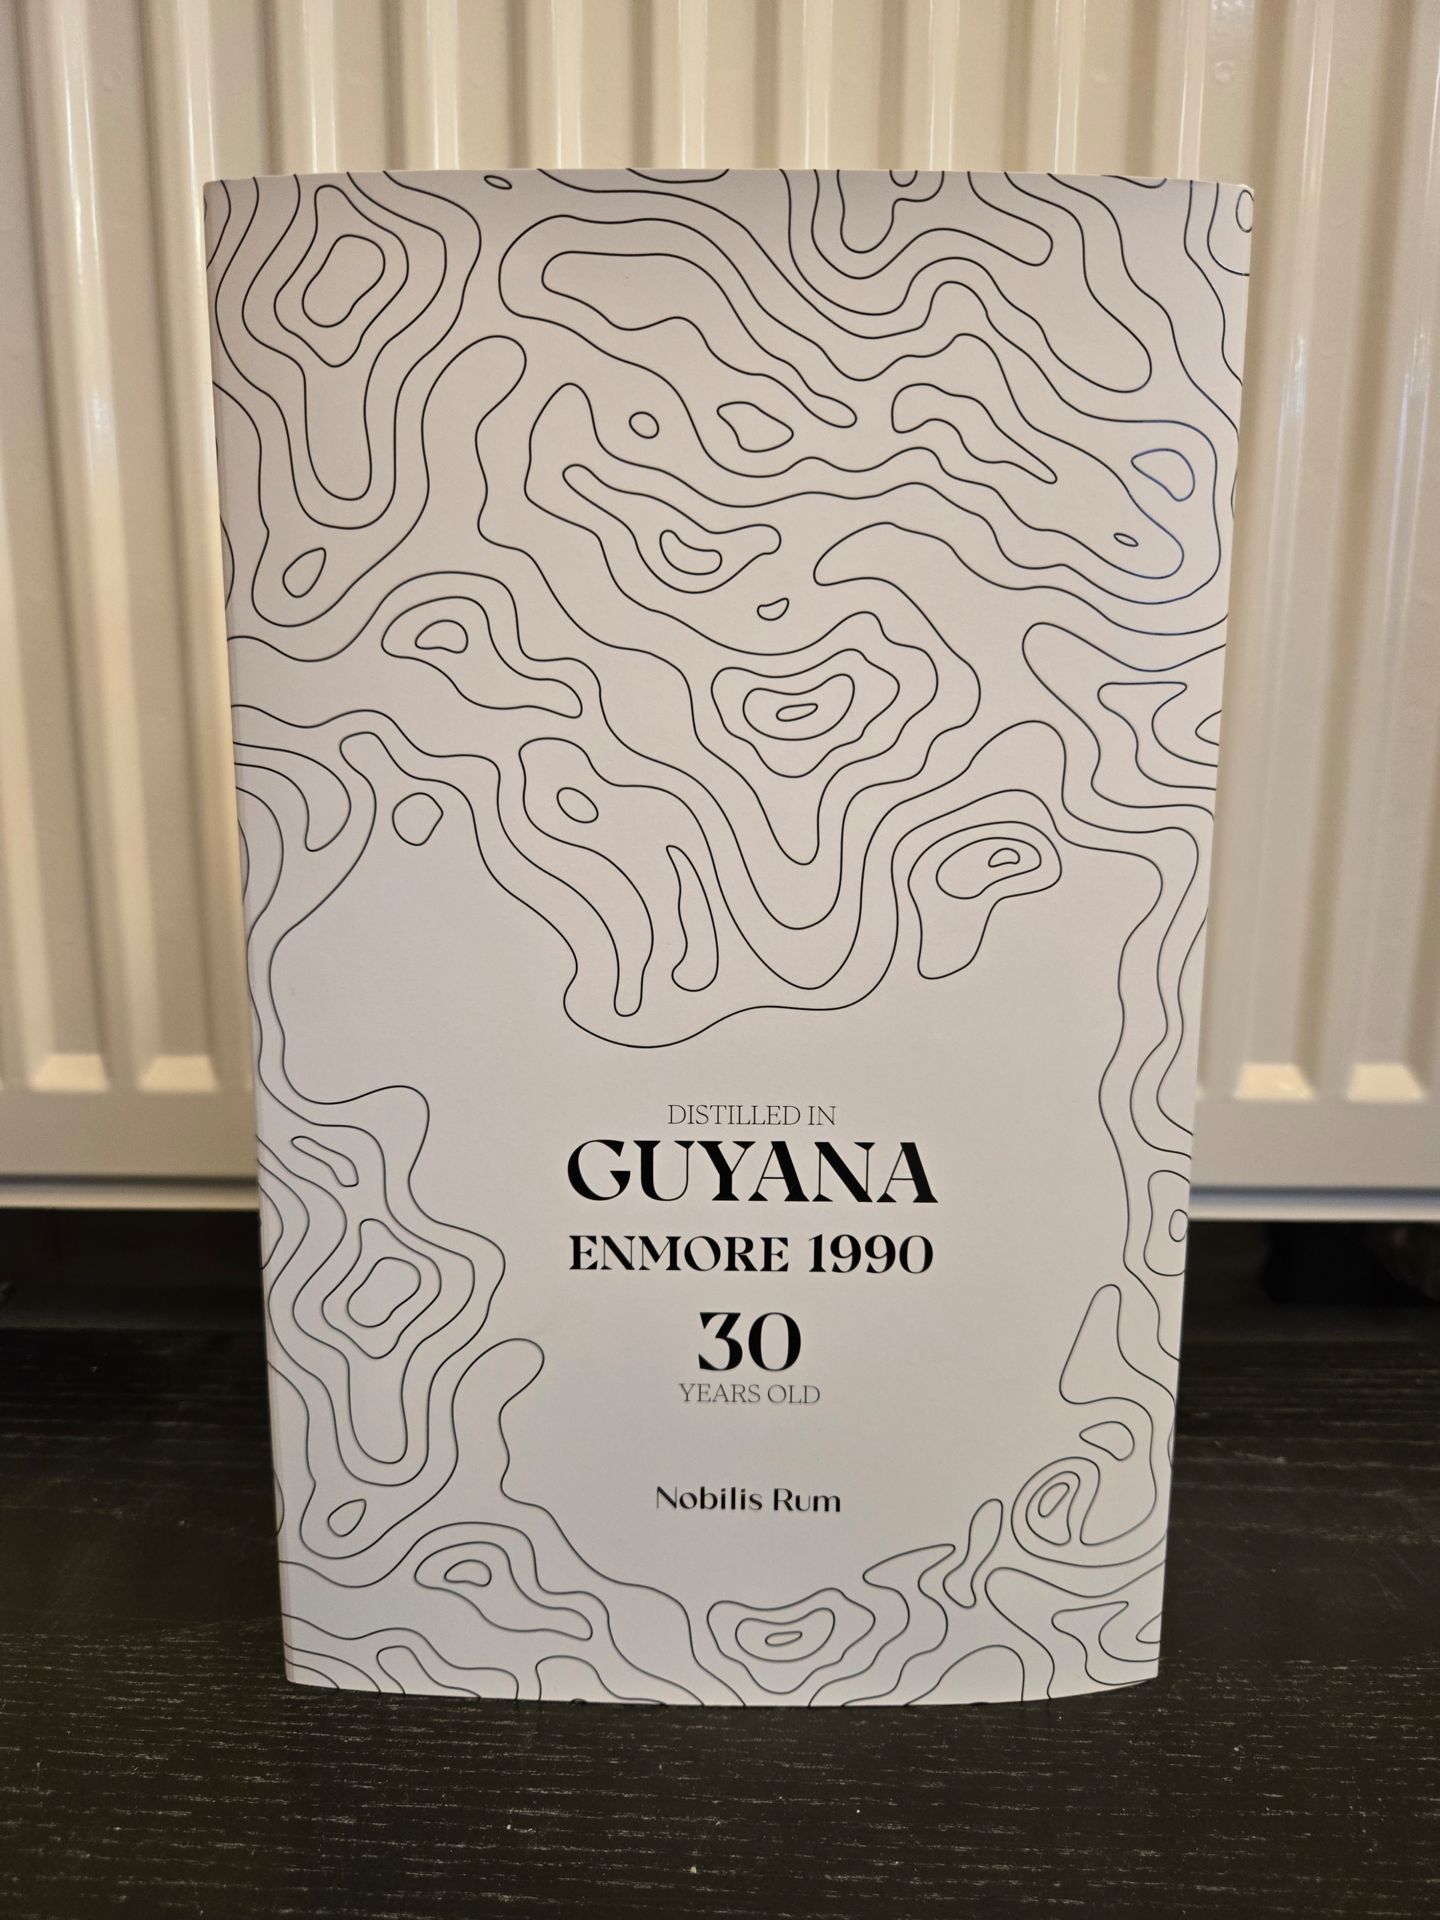 DISTILLED IN
GUYANA
ENMORE 1990
30
YEARS OLD
Nobilis Rum